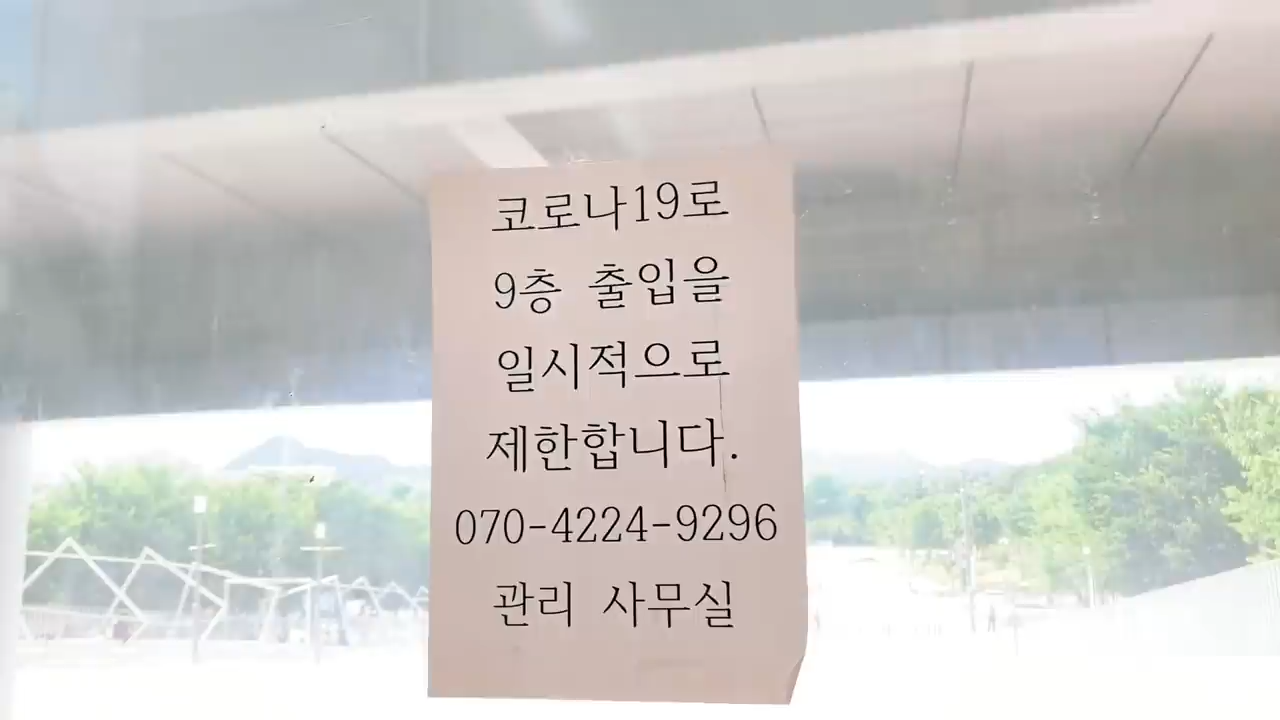 코로나19로
9층 출입을
일시적으로
제한합니다.
070-4224-9296
관리 사무실